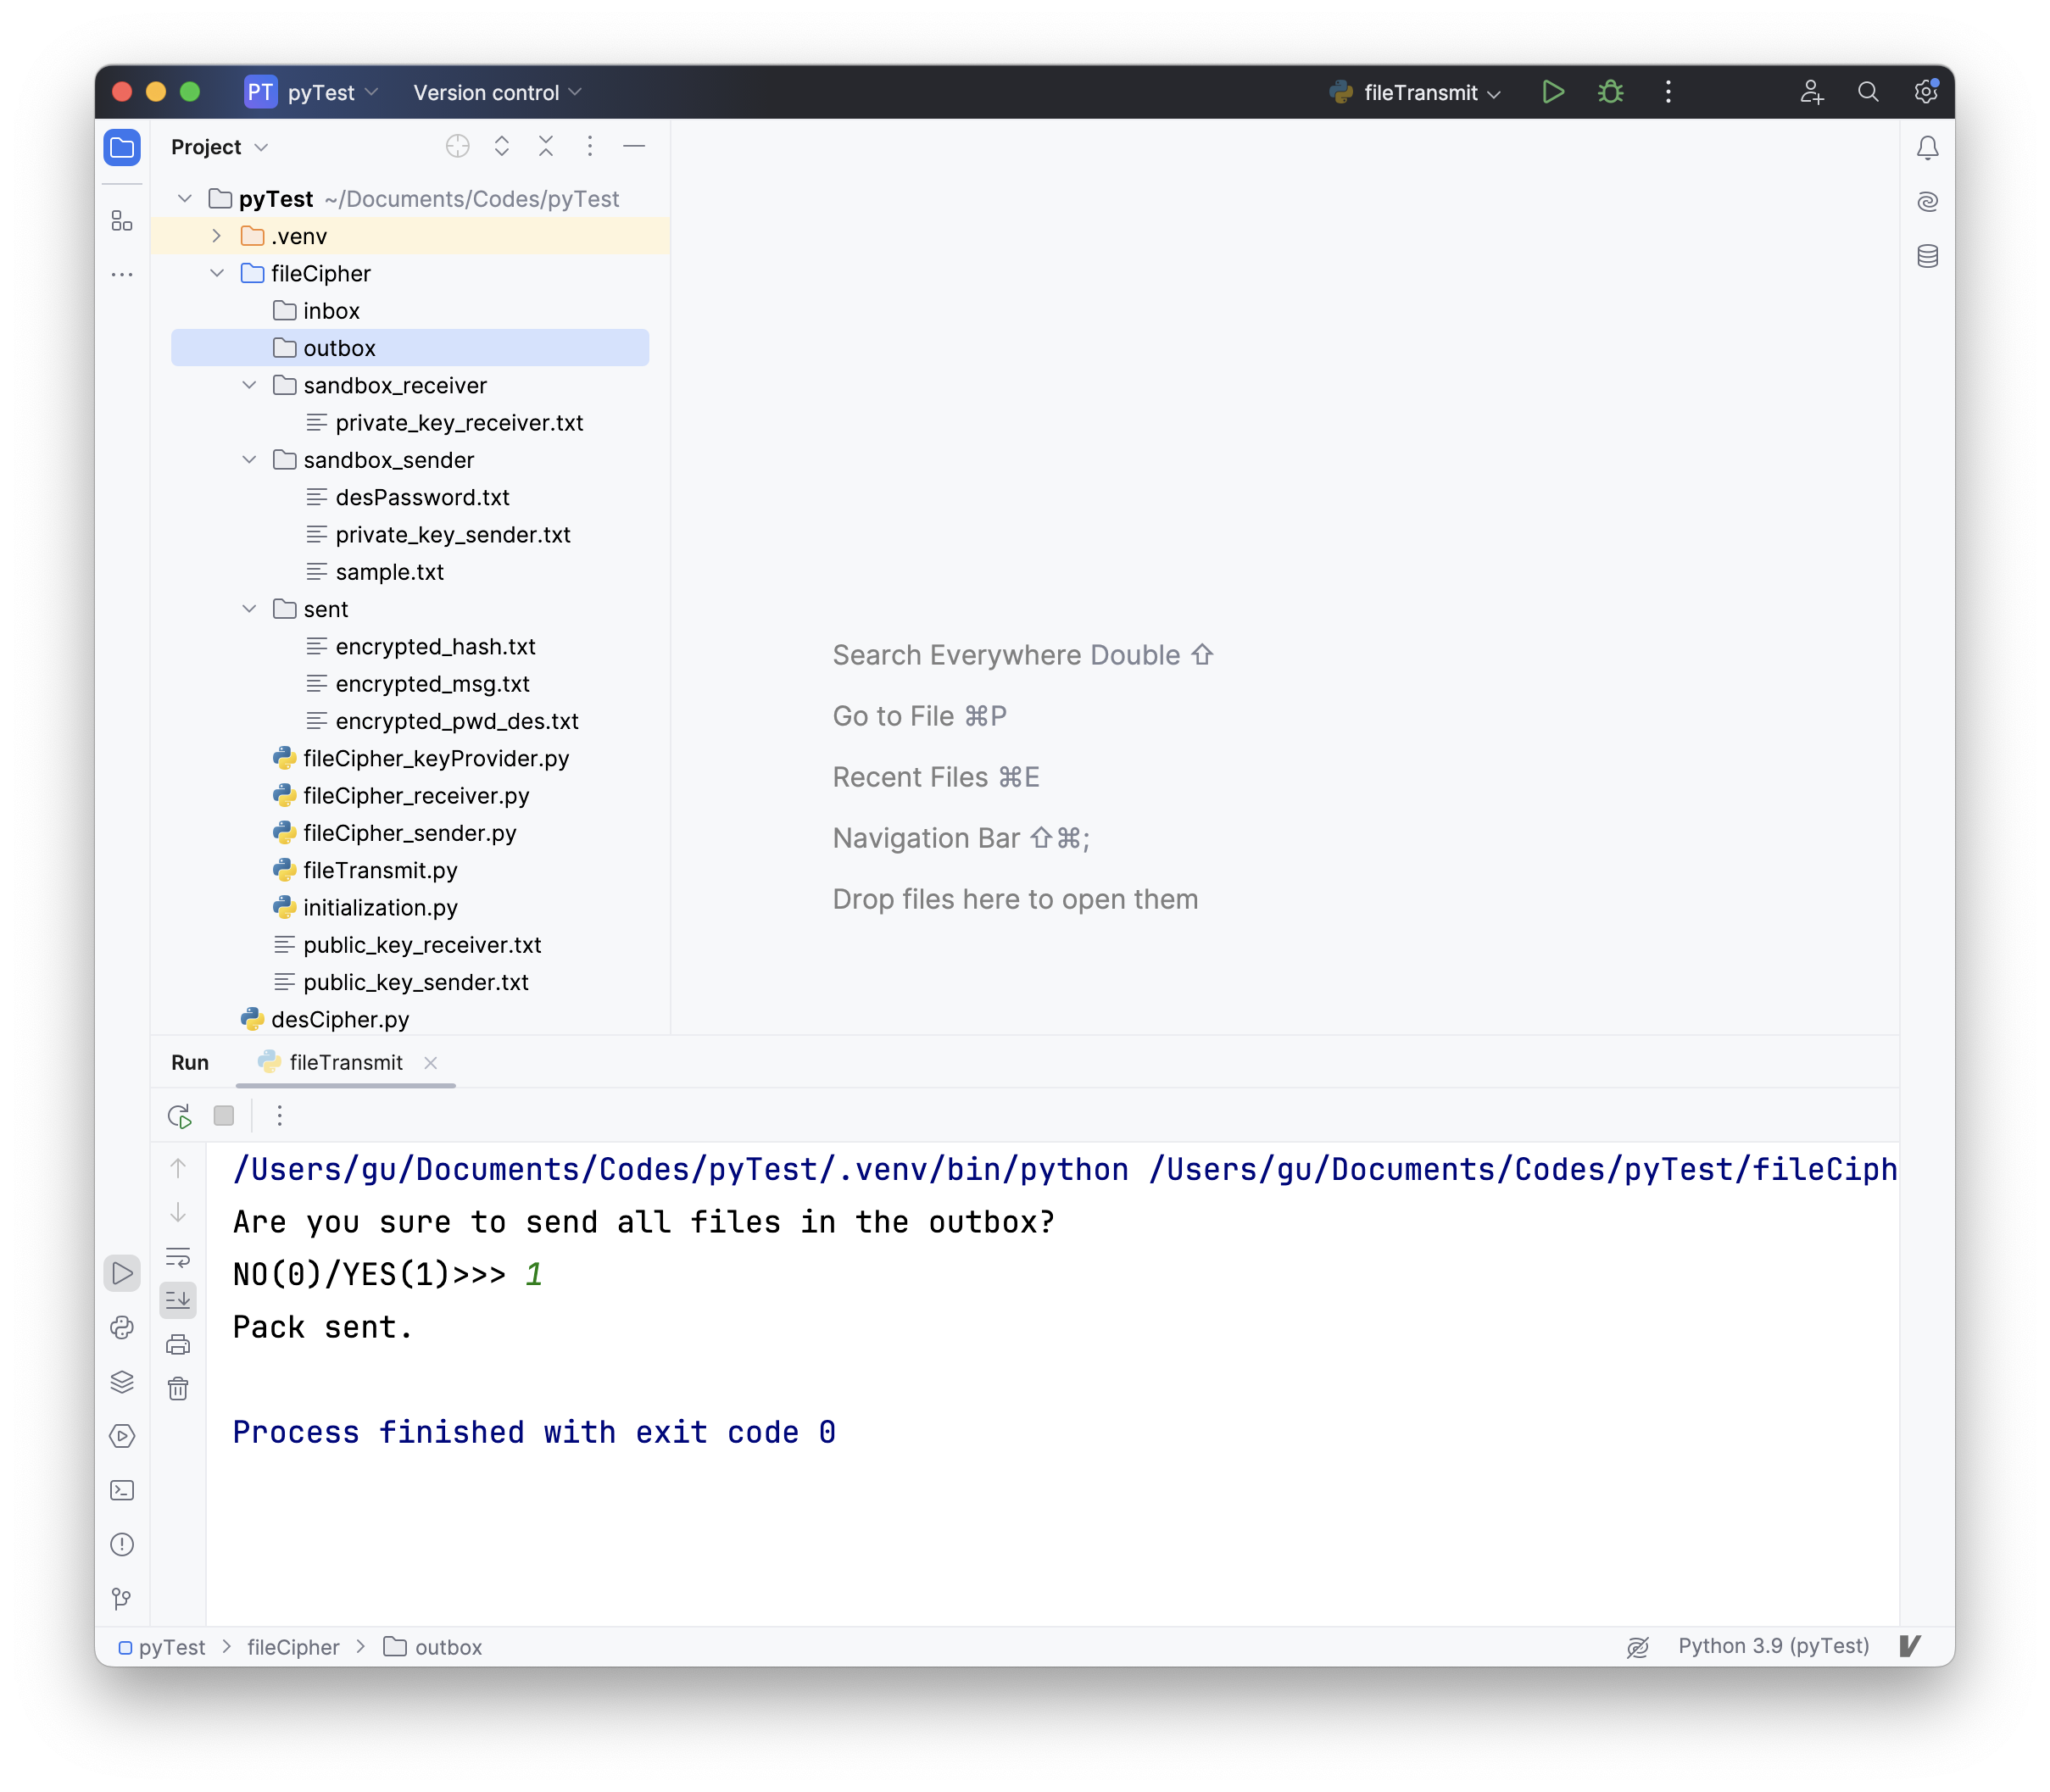 PT pyTest Version control fileTransmit
Project
pyTest ~/Documents/Codes/pyTest
.venv
fileCipher
inbox
outbox
sandbox_receiver
private_key_receiver.txt
sandbox_sender
desPassword.txt
private_key_sender.txt
sample.txt
sent
encrypted_hash.txt
encrypted_msg.txt
encrypted_pwd_des.txt
fileCipher_keyProvider.py
fileCipher_receiver.py
fileCipher_sender.py
fileTransmit.py
initialization.py
public_key_receiver.txt
public_key_sender.txt
desCipher.py
Search Everywhere Double ⇧
Go to File ⌘P
Recent Files ⌘E
Navigation Bar ⇧⌘;
Drop files here to open them
Run fileTransmit
/Users/gu/Documents/Codes/pyTest/.venv/bin/python /Users/gu/Documents/Codes/pyTest/fileCiph
Are you sure to send all files in the outbox?
NO(0)/YES(1)>>> 1
Pack sent.
Process finished with exit code 0
pyTest > fileCipher > outbox Python 3.9 (pyTest)